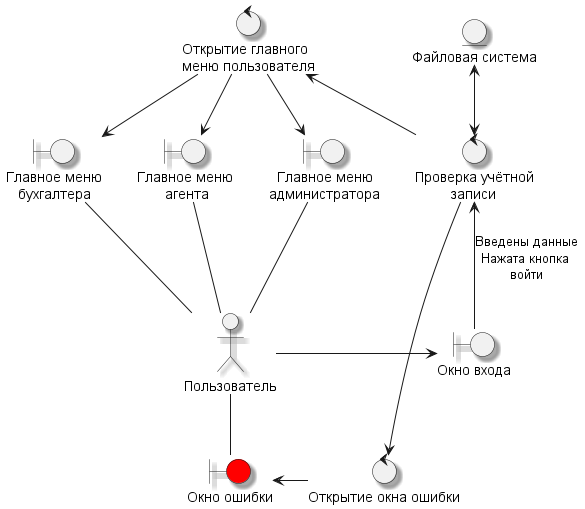 Открытие главного
меню пользователя
Файловая система
Главное меню
бухгалтера
Главное меню
агента
Главное меню
администратора
Проверка учётной
записи
Введены данные
Нажата кнопка
войти
Пользователь
Окно входа
Окно ошибки
Открытие окна ошибки